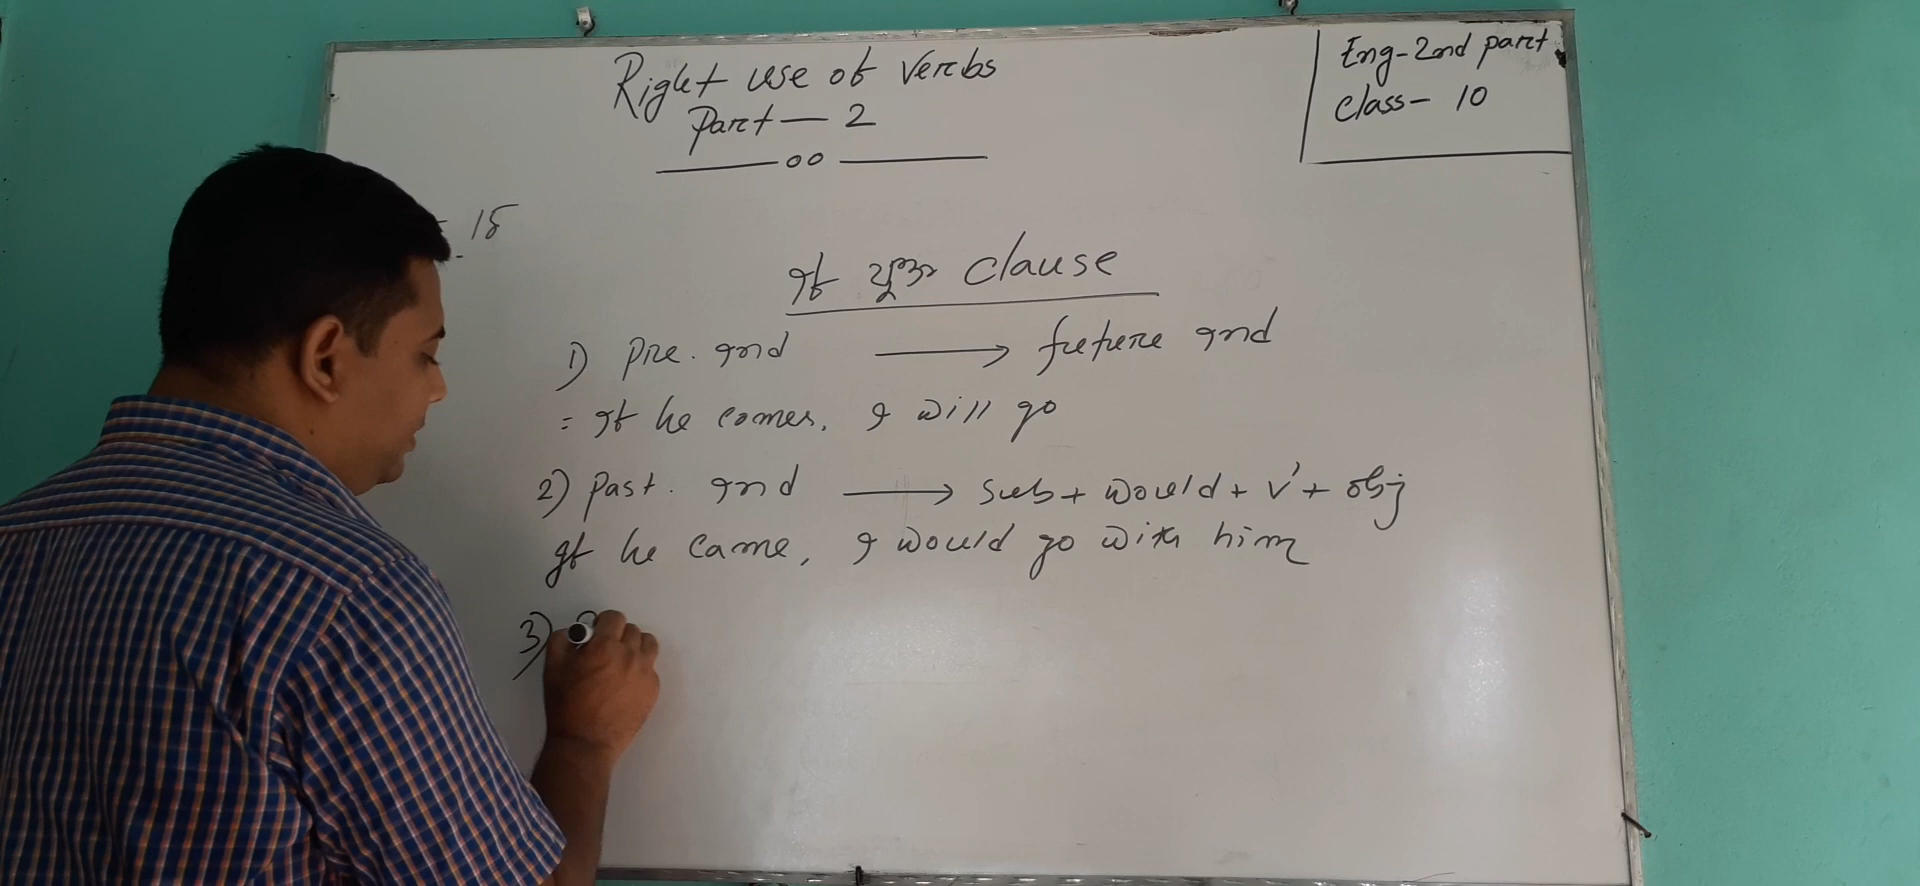 Right use of Verbs
Part - 2
Eng-2nd part
Class - 10
15
If যুক্ত clause
1) Pre. Ind → future Ind
= If he comes, I will go
2) Past. Ind → Sub + would + V¹ + obj
If he came, I would go with him
3)